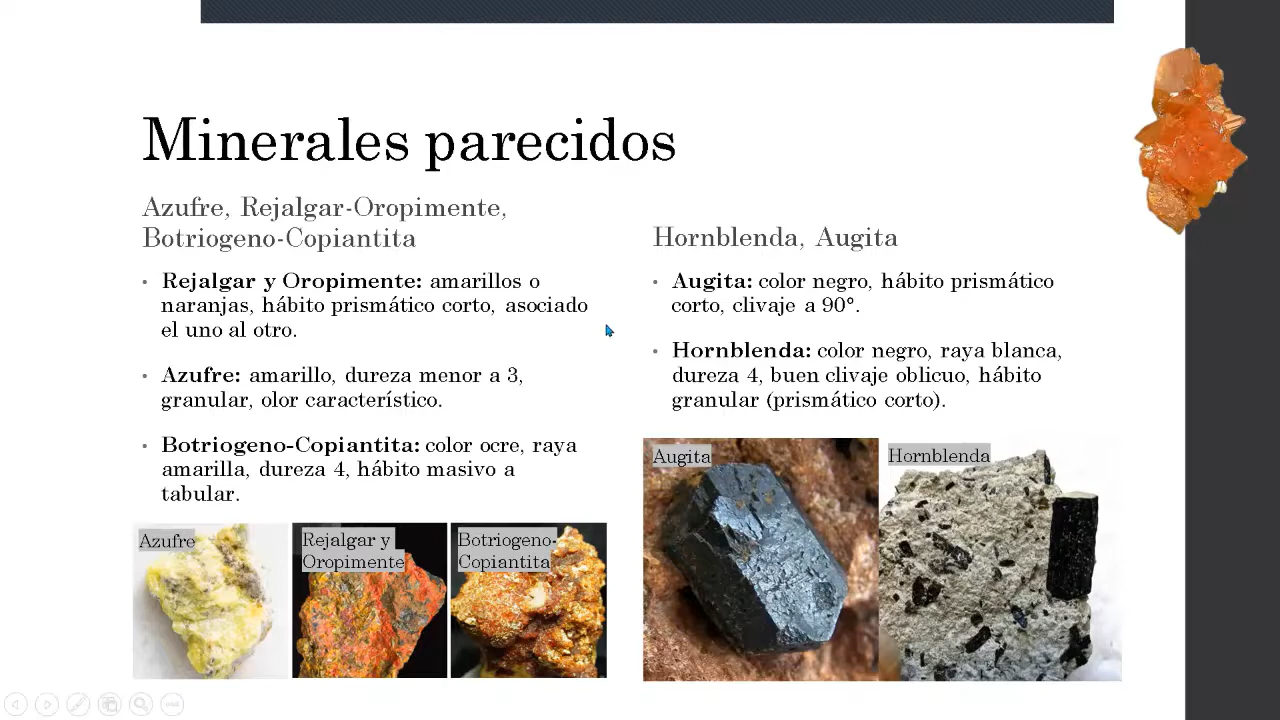 Minerales parecidos
Azufre, Rejalgar-Oropimente,
Botriogeno-Copiantita
• Rejalgar y Oropimente: amarillos o
naranjas, hábito prismático corto, asociado
el uno al otro.
• Azufre: amarillo, dureza menor a 3,
granular, olor característico.
• Botriogeno-Copiantita: color ocre, raya
amarilla, dureza 4, hábito masivo a
tabular.
Azufre
Rejalgar y
Oropimente
Botriogeno-
Copiantita
Hornblenda, Augita
• Augita: color negro, hábito prismático
corto, clivaje a 90°.
• Hornblenda: color negro, raya blanca,
dureza 4, buen clivaje oblicuo, hábito
granular (prismático corto).
Augita
Hornblenda